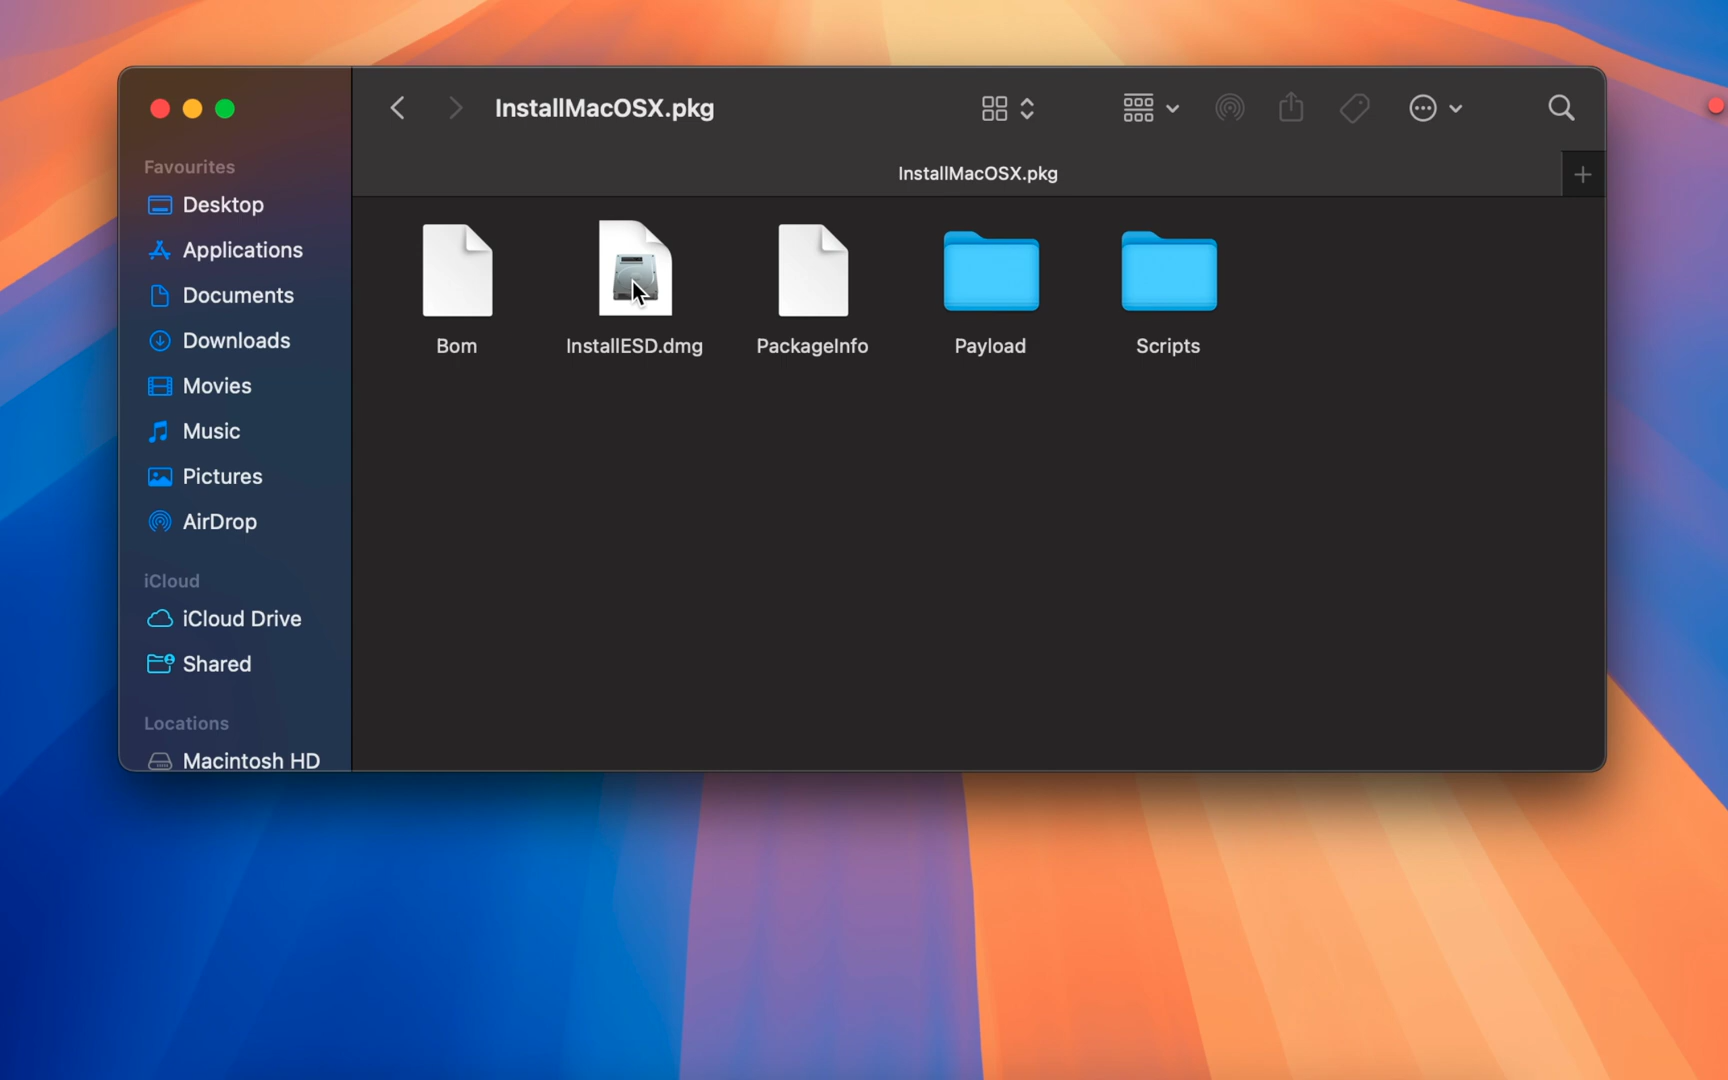 InstallMacOSX.pkg
InstallMacOSX.pkg
Favourites
Desktop
Applications
Documents
Downloads
Movies
Music
Pictures
AirDrop
iCloud
iCloud Drive
Shared
Locations
Macintosh HD
Bom
InstallESD.dmg
PackageInfo
Payload
Scripts